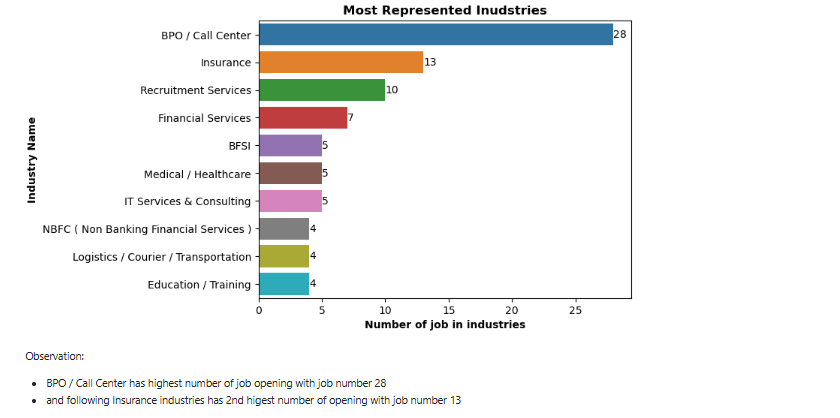 Most Represented Inudstries
BPO / Call Center 28
Insurance 13
Recruitment Services 10
Financial Services 7
BFSI 5
Medical / Healthcare 5
IT Services & Consulting 5
NBFC ( Non Banking Financial Services ) 4
Logistics / Courier / Transportation 4
Education / Training 4
Industry Name
0 5 10 15 20 25
Number of job in industries
Observation:
• BPO / Call Center has highest number of job opening with job number 28
• and following Insurance industries has 2nd higest number of opening with job number 13